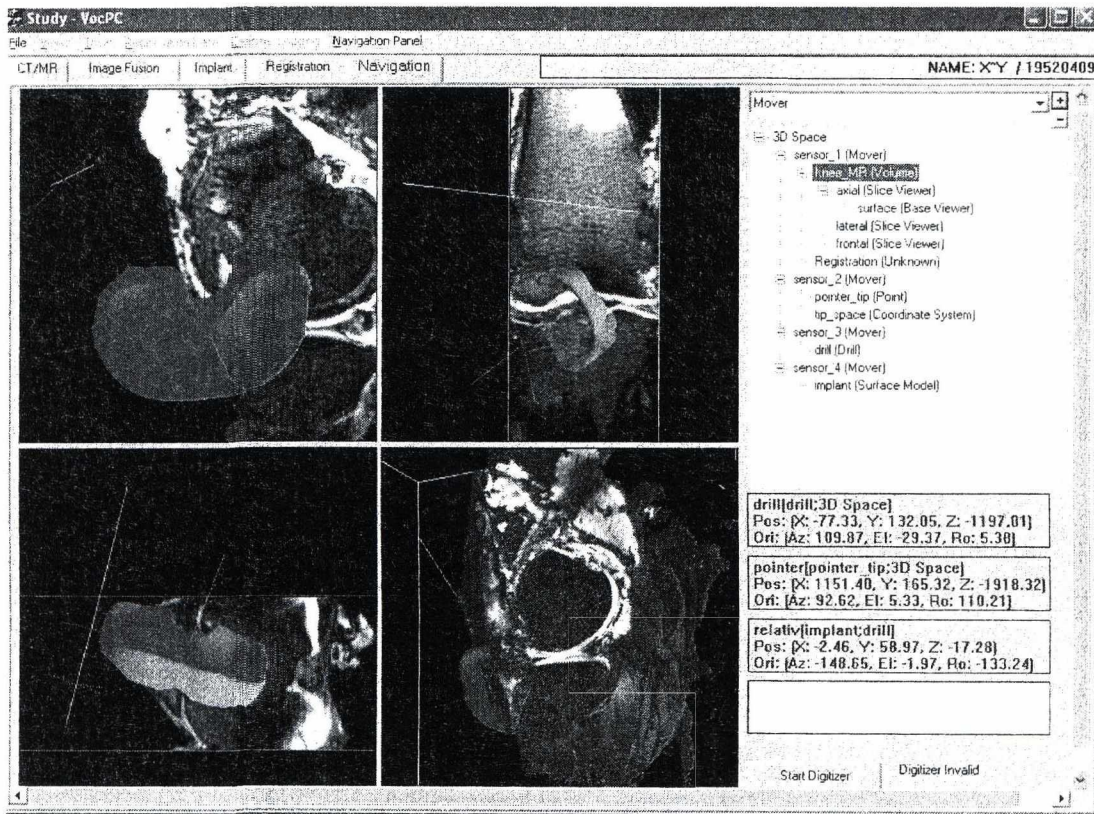 Study - VocPC
File Navigation Panel
CT/MR Image Fusion Implant Registration Navigation
NAME: X^Y / 19520409
Mover
3D Space
sensor_1 (Mover)
knee_MR (Volume)
axial (Slice Viewer)
surface (Base Viewer)
lateral (Slice Viewer)
frontal (Slice Viewer)
Registration (Unknown)
sensor_2 (Mover)
pointer_tip (Point)
tip_space (Coordinate System)
sensor_3 (Mover)
drill (Drill)
sensor_4 (Mover)
implant (Surface Model)
drill[drill;3D Space]
Pos: [X: -77.33, Y: 132.05, Z: -1197.01]
Ori: [Az: 109.87, El: -29.37, Ro: 5.38]
pointer[pointer_tip;3D Space]
Pos: [X: 1151.40, Y: 165.32, Z: -1918.32]
Ori: [Az: 92.62, El: 5.33, Ro: 110.21]
relativ[implant;drill]
Pos: [X: -2.46, Y: 58.97, Z: -17.28]
Ori: [Az: -148.65, El: -1.97, Ro: -133.24]
Start Digitizer Digitizer Invalid